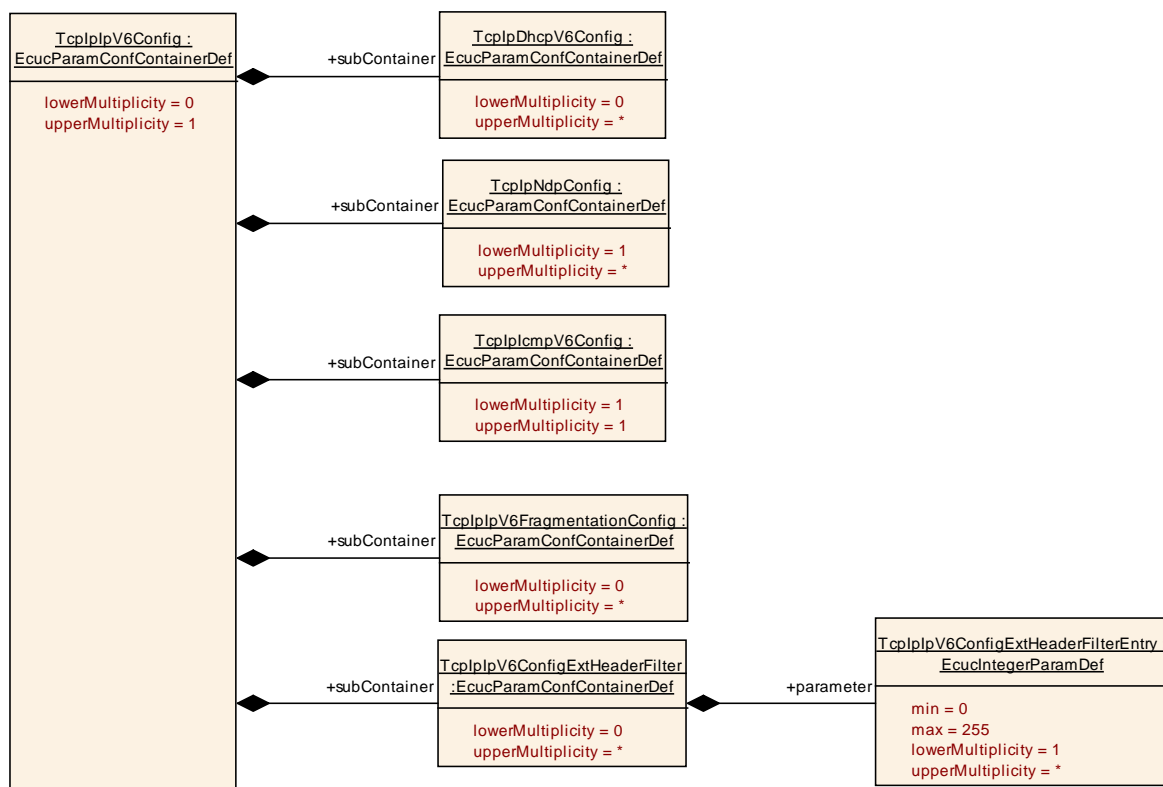 TcpIpIpV6Config :
EcucParamConfContainerDef
lowerMultiplicity = 0
upperMultiplicity = 1
+subContainer
TcpIpDhcpV6Config :
EcucParamConfContainerDef
lowerMultiplicity = 0
upperMultiplicity = *
+subContainer
TcpIpNdpConfig :
EcucParamConfContainerDef
lowerMultiplicity = 1
upperMultiplicity = *
+subContainer
TcpIpIcmpV6Config :
EcucParamConfContainerDef
lowerMultiplicity = 1
upperMultiplicity = 1
+subContainer
TcpIpIpV6FragmentationConfig :
EcucParamConfContainerDef
lowerMultiplicity = 0
upperMultiplicity = *
+subContainer
TcpIpIpV6ConfigExtHeaderFilter
:EcucParamConfContainerDef
lowerMultiplicity = 0
upperMultiplicity = *
+parameter
TcpIpIpV6ConfigExtHeaderFilterEntry
EcucIntegerParamDef
min = 0
max = 255
lowerMultiplicity = 1
upperMultiplicity = *